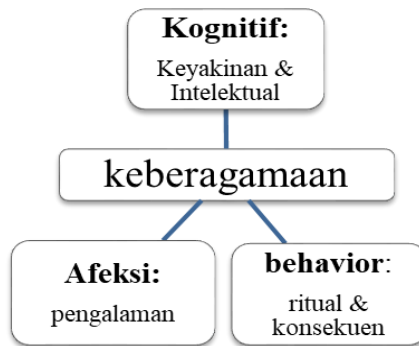 Kognitif:
Keyakinan &
Intelektual
keberagamaan
Afeksi:
pengalaman
behavior:
ritual &
konsekuen